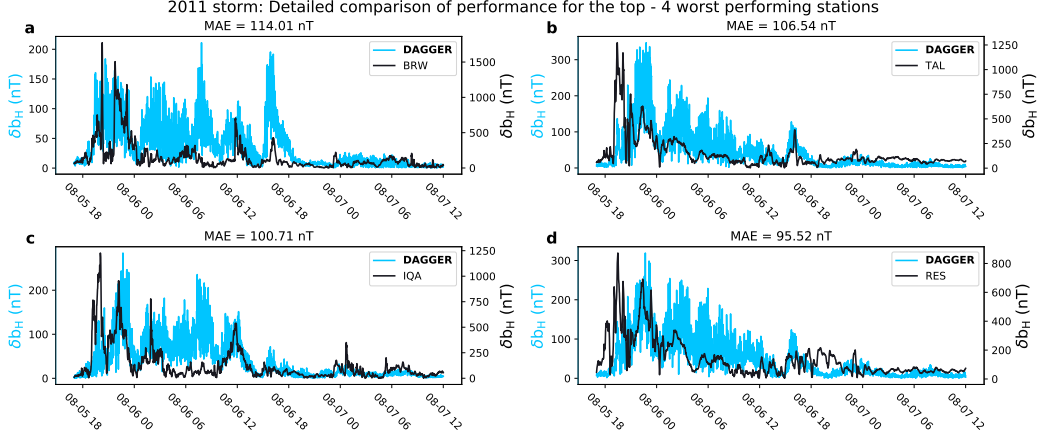 2011 storm: Detailed comparison of performance for the top - 4 worst performing stations
a
MAE = 114.01 nT
DAGGER
BRW
δb_H (nT)
200
150
100
50
0
1500
1000
500
0
δb_H (nT)
08-05 18
08-06 00
08-06 06
08-06 12
08-06 18
08-07 00
08-07 06
08-07 12
b
MAE = 106.54 nT
DAGGER
TAL
δb_H (nT)
300
200
100
0
1250
1000
750
500
250
0
δb_H (nT)
08-05 18
08-06 00
08-06 06
08-06 12
08-06 18
08-07 00
08-07 06
08-07 12
c
MAE = 100.71 nT
DAGGER
IQA
δb_H (nT)
200
100
0
1250
1000
750
500
250
0
δb_H (nT)
08-05 18
08-06 00
08-06 06
08-06 12
08-06 18
08-07 00
08-07 06
08-07 12
d
MAE = 95.52 nT
DAGGER
RES
δb_H (nT)
300
200
100
0
800
600
400
200
0
δb_H (nT)
08-05 18
08-06 00
08-06 06
08-06 12
08-06 18
08-07 00
08-07 06
08-07 12